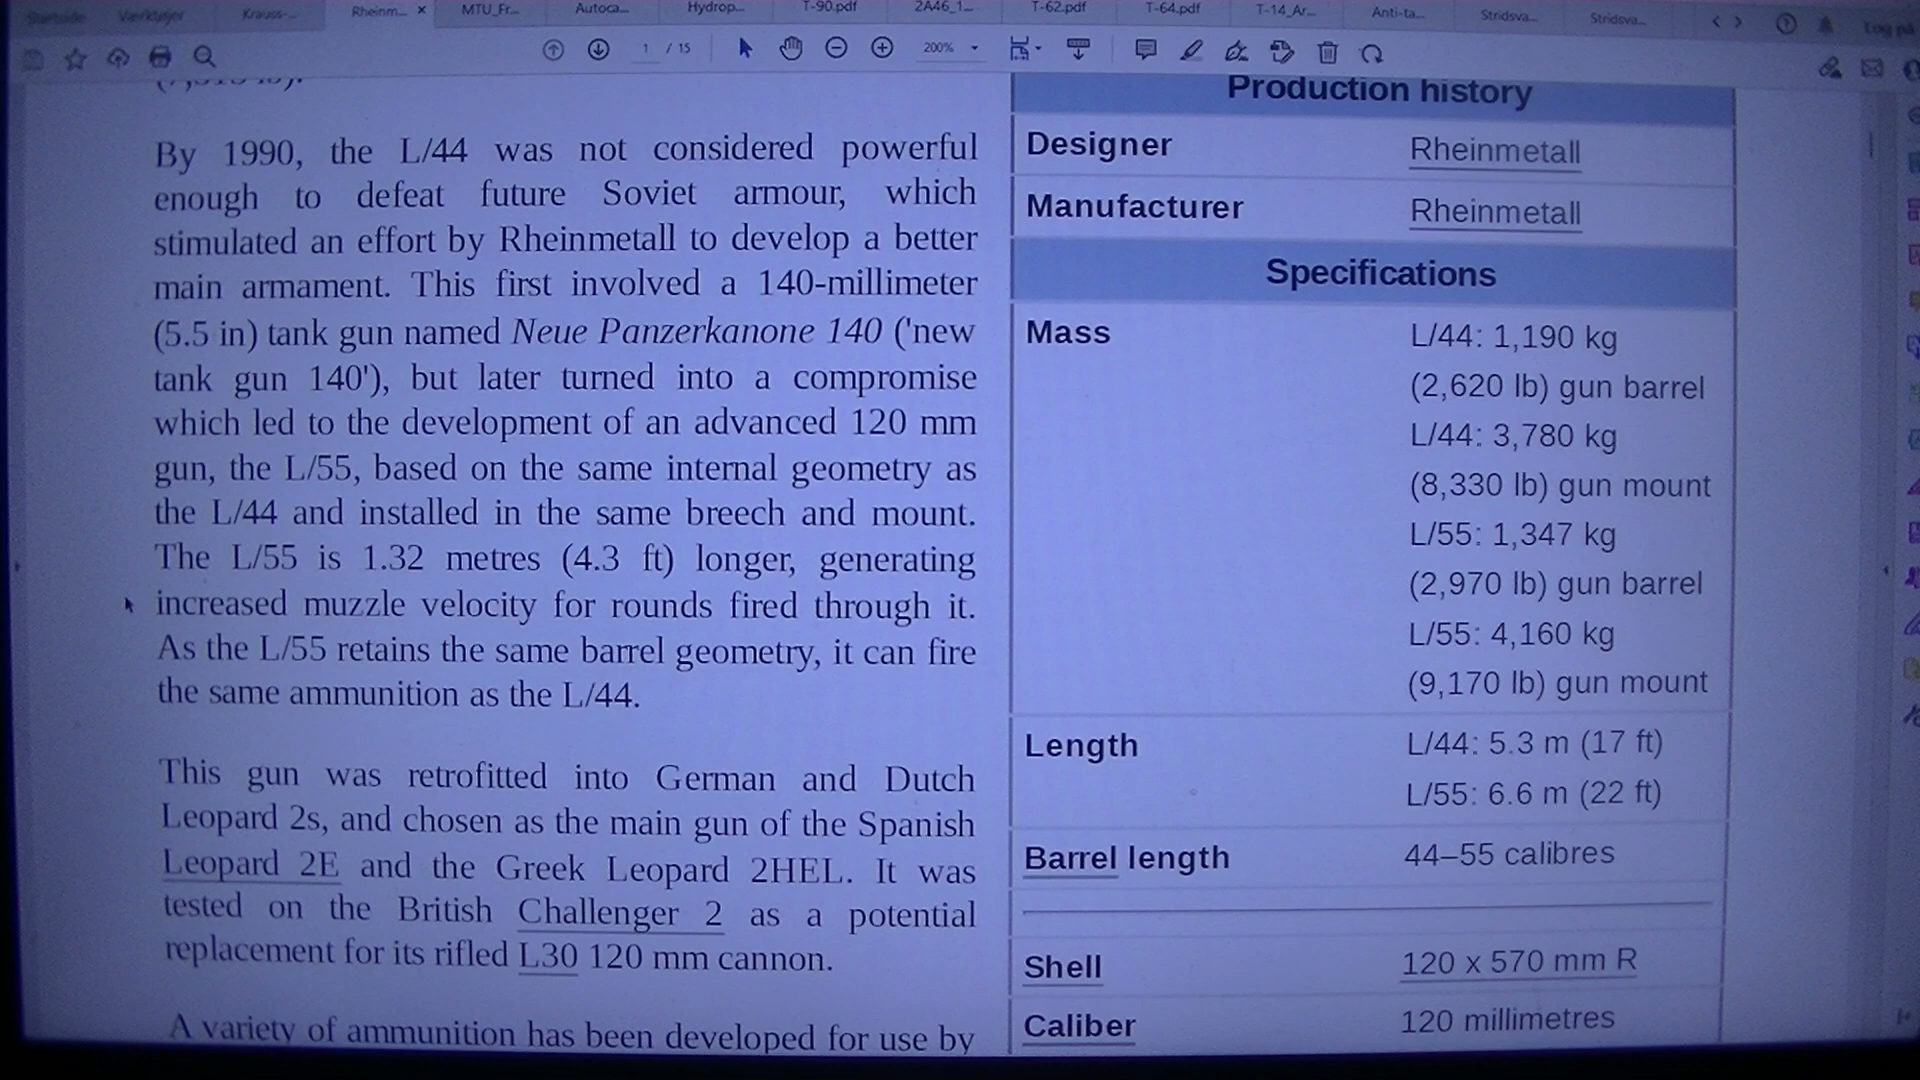 Startside Værktøjer Krauss-... Rheinm... × MTU_Fr... Autoca... Hydrop... T-90.pdf 2A46_1... T-62.pdf T-64.pdf T-14_Ar... Anti-ta... Stridsva... Stridsva... Log på
1 / 15 200%
By 1990, the L/44 was not considered powerful
enough to defeat future Soviet armour, which
stimulated an effort by Rheinmetall to develop a better
main armament. This first involved a 140-millimeter
(5.5 in) tank gun named Neue Panzerkanone 140 ('new
tank gun 140'), but later turned into a compromise
which led to the development of an advanced 120 mm
gun, the L/55, based on the same internal geometry as
the L/44 and installed in the same breech and mount.
The L/55 is 1.32 metres (4.3 ft) longer, generating
increased muzzle velocity for rounds fired through it.
As the L/55 retains the same barrel geometry, it can fire
the same ammunition as the L/44.
This gun was retrofitted into German and Dutch
Leopard 2s, and chosen as the main gun of the Spanish
Leopard 2E and the Greek Leopard 2HEL. It was
tested on the British Challenger 2 as a potential
replacement for its rifled L30 120 mm cannon.
A variety of ammunition has been developed for use by
Production history
Designer Rheinmetall
Manufacturer Rheinmetall
Specifications
Mass L/44: 1,190 kg
(2,620 lb) gun barrel
L/44: 3,780 kg
(8,330 lb) gun mount
L/55: 1,347 kg
(2,970 lb) gun barrel
L/55: 4,160 kg
(9,170 lb) gun mount
Length L/44: 5.3 m (17 ft)
L/55: 6.6 m (22 ft)
Barrel length 44–55 calibres
Shell 120 x 570 mm R
Caliber 120 millimetres